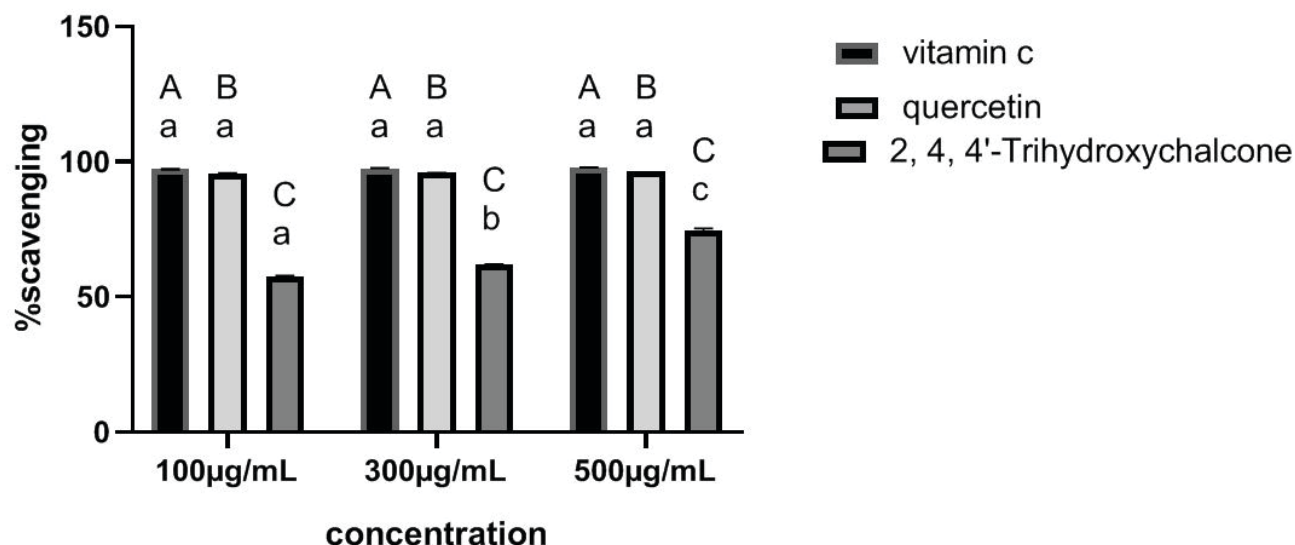 150
100
50
0
%scavenging
A B
a a
C
a
A B
a a
C
b
A B
a a
C
c
100µg/mL 300µg/mL 500µg/mL
concentration
vitamin c
quercetin
2, 4, 4'-Trihydroxychalcone